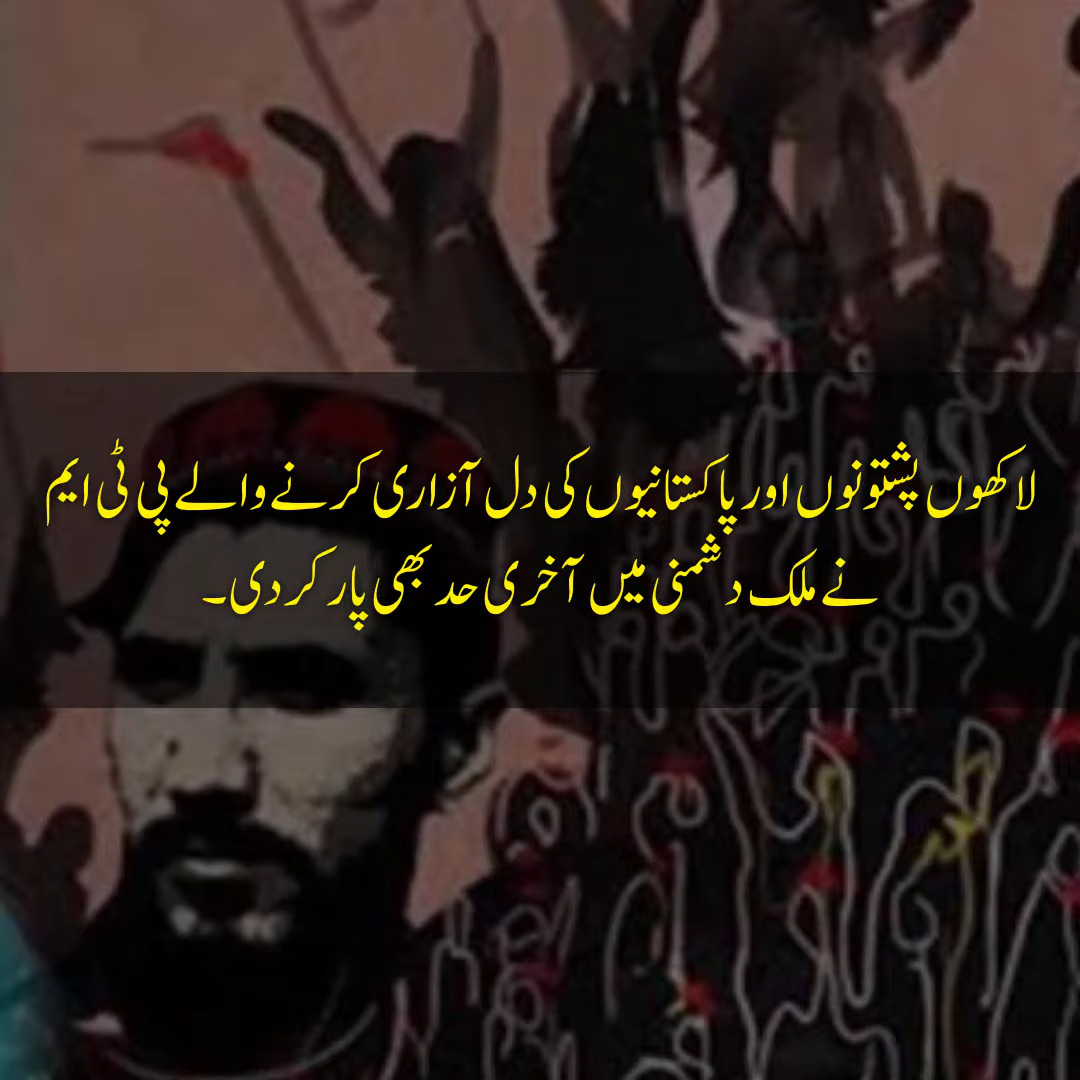 لاکھوں پشتونوں اور پاکستانیوں کی دل آزاری کرنے والے پی ٹی ایم
نے ملک دشمنی میں آخری حد بھی پار کر دی۔